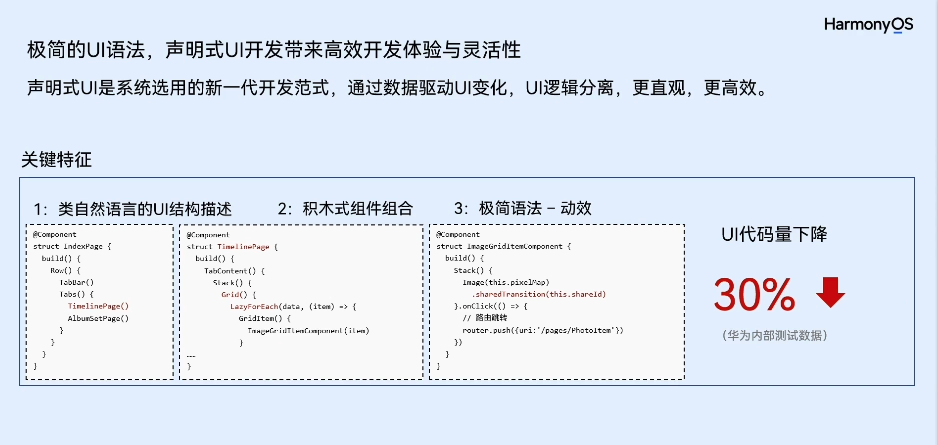 HarmonyOS
极简的UI语法，声明式UI开发带来高效开发体验与灵活性
声明式UI是系统选用的新一代开发范式，通过数据驱动UI变化，UI逻辑分离，更直观，更高效。
关键特征
1：类自然语言的UI结构描述
@Component
struct IndexPage {
build() {
Row() {
TabBar()
Tabs() {
TimelinePage()
AlbumSetPage()
}
}
}
}
2：积木式组件组合
@Component
struct TimelinePage {
build() {
TabContent() {
Stack() {
Grid() {
LazyForEach(data, (item) => {
GridItem() {
ImageGridItemComponent(item)
}
……
}
3：极简语法 – 动效
@Component
struct ImageGridItemComponent {
build() {
Stack() {
Image(this.pixelMap)
.sharedTransition(this.shareId)
}.onClick(() => {
// 路由跳转
router.push({uri:'/pages/PhotoItem'})
})
}
}
UI代码量下降
30%
（华为内部测试数据）